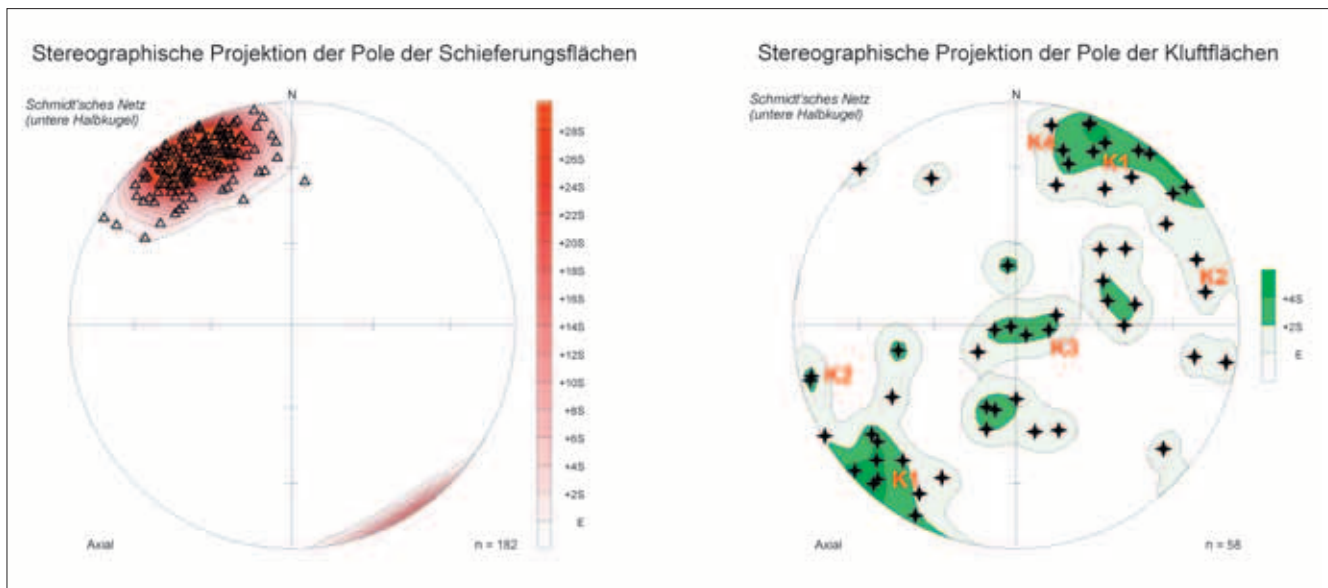 Stereographische Projektion der Pole der Schieferungsflächen
Schmidt'sches Netz
(untere Halbkugel)
N
+28S
+26S
+24S
+22S
+20S
+18S
+16S
+14S
+12S
+10S
+8S
+6S
+4S
+2S
E
Axial
n = 182
Stereographische Projektion der Pole der Kluftflächen
Schmidt'sches Netz
(untere Halbkugel)
N
K4
K1
K2
K3
K2
K1
+4S
+2S
E
Axial
n = 58